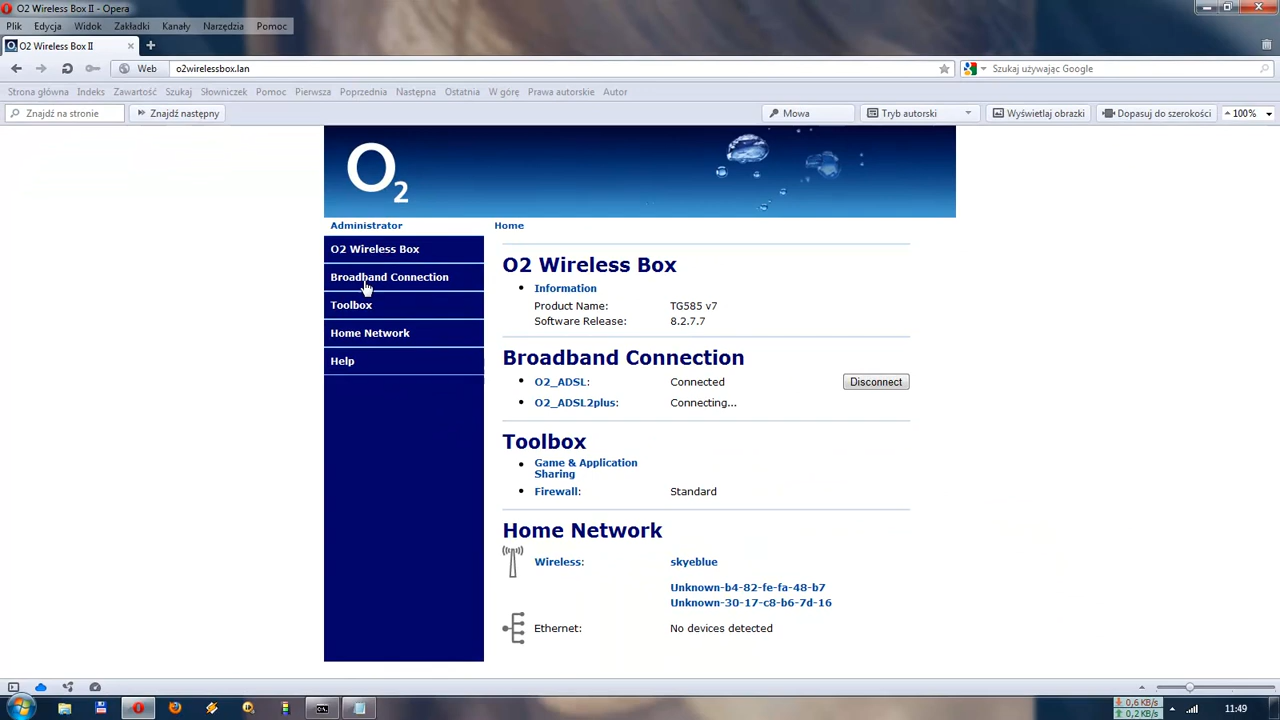 O2 Wireless Box II - Opera
Plik Edycja Widok Zakładki Kanały Narzędzia Pomoc
O2 Wireless Box II
Web o2wirelessbox.lan Szukaj używając Google
Strona główna Indeks Zawartość Szukaj Słowniczek Pomoc Pierwsza Poprzednia Następna Ostatnia W górę Prawa autorskie Autor
Znajdź na stronie Znajdź następny Mowa Tryb autorski Wyświetlaj obrazki Dopasuj do szerokości 100%
O2
Administrator Home
O2 Wireless Box
Broadband Connection
Toolbox
Home Network
Help
O2 Wireless Box
Information
Product Name: TG585 v7
Software Release: 8.2.7.7
Broadband Connection
O2_ADSL: Connected Disconnect
O2_ADSL2plus: Connecting...
Toolbox
Game & Application
Sharing
Firewall: Standard
Home Network
Wireless: skyeblue
Unknown-b4-82-fe-fa-48-b7
Unknown-30-17-c8-b6-7d-16
Ethernet: No devices detected
0,6 KB/s
0,2 KB/s
11:49